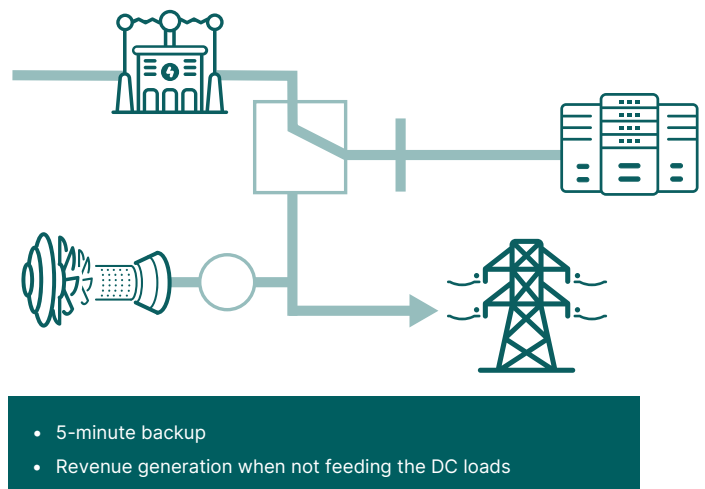 • 5-minute backup
• Revenue generation when not feeding the DC loads